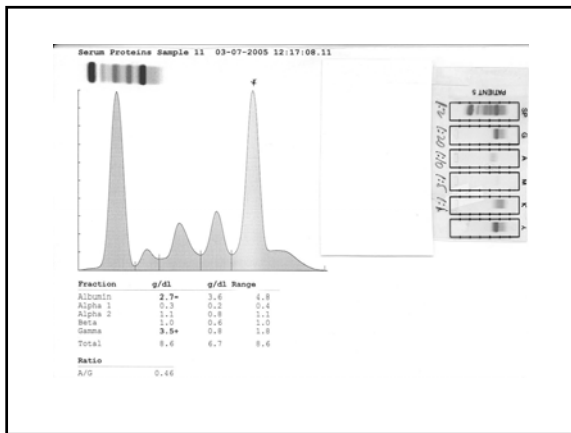 Serum Proteins Sample 11 03-07-2005 12:17:08.11
PATIENT 5
SP
G
A
M
K
λ
Fraction g/dl g/dl Range
Albumin 2.7- 3.6 4.8
Alpha 1 0.3 0.2 0.4
Alpha 2 1.1 0.8 1.1
Beta 1.0 0.6 1.0
Gamma 3.5+ 0.8 1.8
Total 8.6 6.7 8.6
Ratio
A/G 0.46